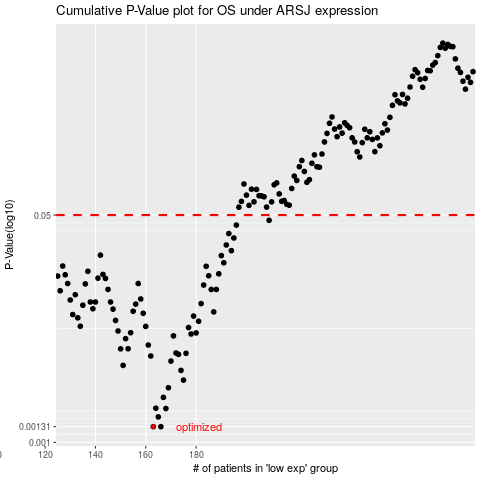 Cumulative P-Value plot for OS under ARSJ expression
P-Value(log10)
0.05
0.00131
0.001
optimized
0 120 140 160 180
# of patients in 'low exp' group